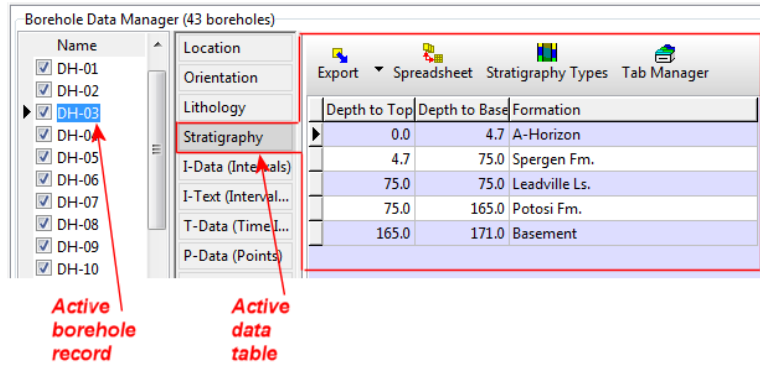 Borehole Data Manager (43 boreholes)
Name
DH-01
DH-02
DH-03
DH-04
DH-05
DH-06
DH-07
DH-08
DH-09
DH-10
Location
Orientation
Lithology
Stratigraphy
I-Data (Intervals)
I-Text (Interval...
T-Data (Time I...
P-Data (Points)
Export Spreadsheet Stratigraphy Types Tab Manager
Depth to Top Depth to Base Formation
0.0 4.7 A-Horizon
4.7 75.0 Spergen Fm.
75.0 75.0 Leadville Ls.
75.0 165.0 Potosi Fm.
165.0 171.0 Basement
Active
borehole
record
Active
data
table